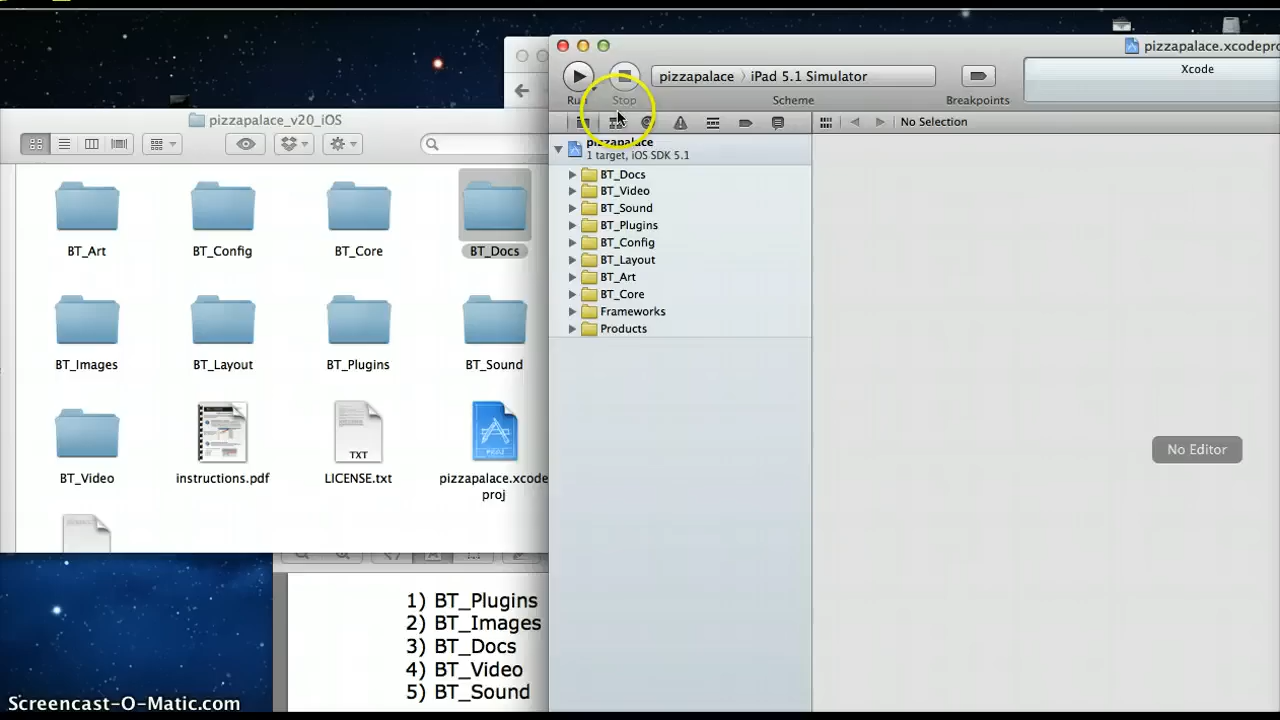 pizzapalace.xcodepro
pizzapalace
iPad 5.1 Simulator
Xcode
Run
Stop
Scheme
Breakpoints
pizzapalace_v20_iOS
No Selection
pizzapalace
1 target, iOS SDK 5.1
BT_Docs
BT_Video
BT_Sound
BT_Plugins
BT_Config
BT_Layout
BT_Art
BT_Core
Frameworks
Products
BT_Art
BT_Config
BT_Core
BT_Docs
BT_Images
BT_Layout
BT_Plugins
BT_Sound
TXT
PROJ
BT_Video
instructions.pdf
LICENSE.txt
pizzapalace.xcode
proj
No Editor
1) BT_Plugins
2) BT_Images
3) BT_Docs
4) BT_Video
5) BT_Sound
Screencast-O-Matic.com